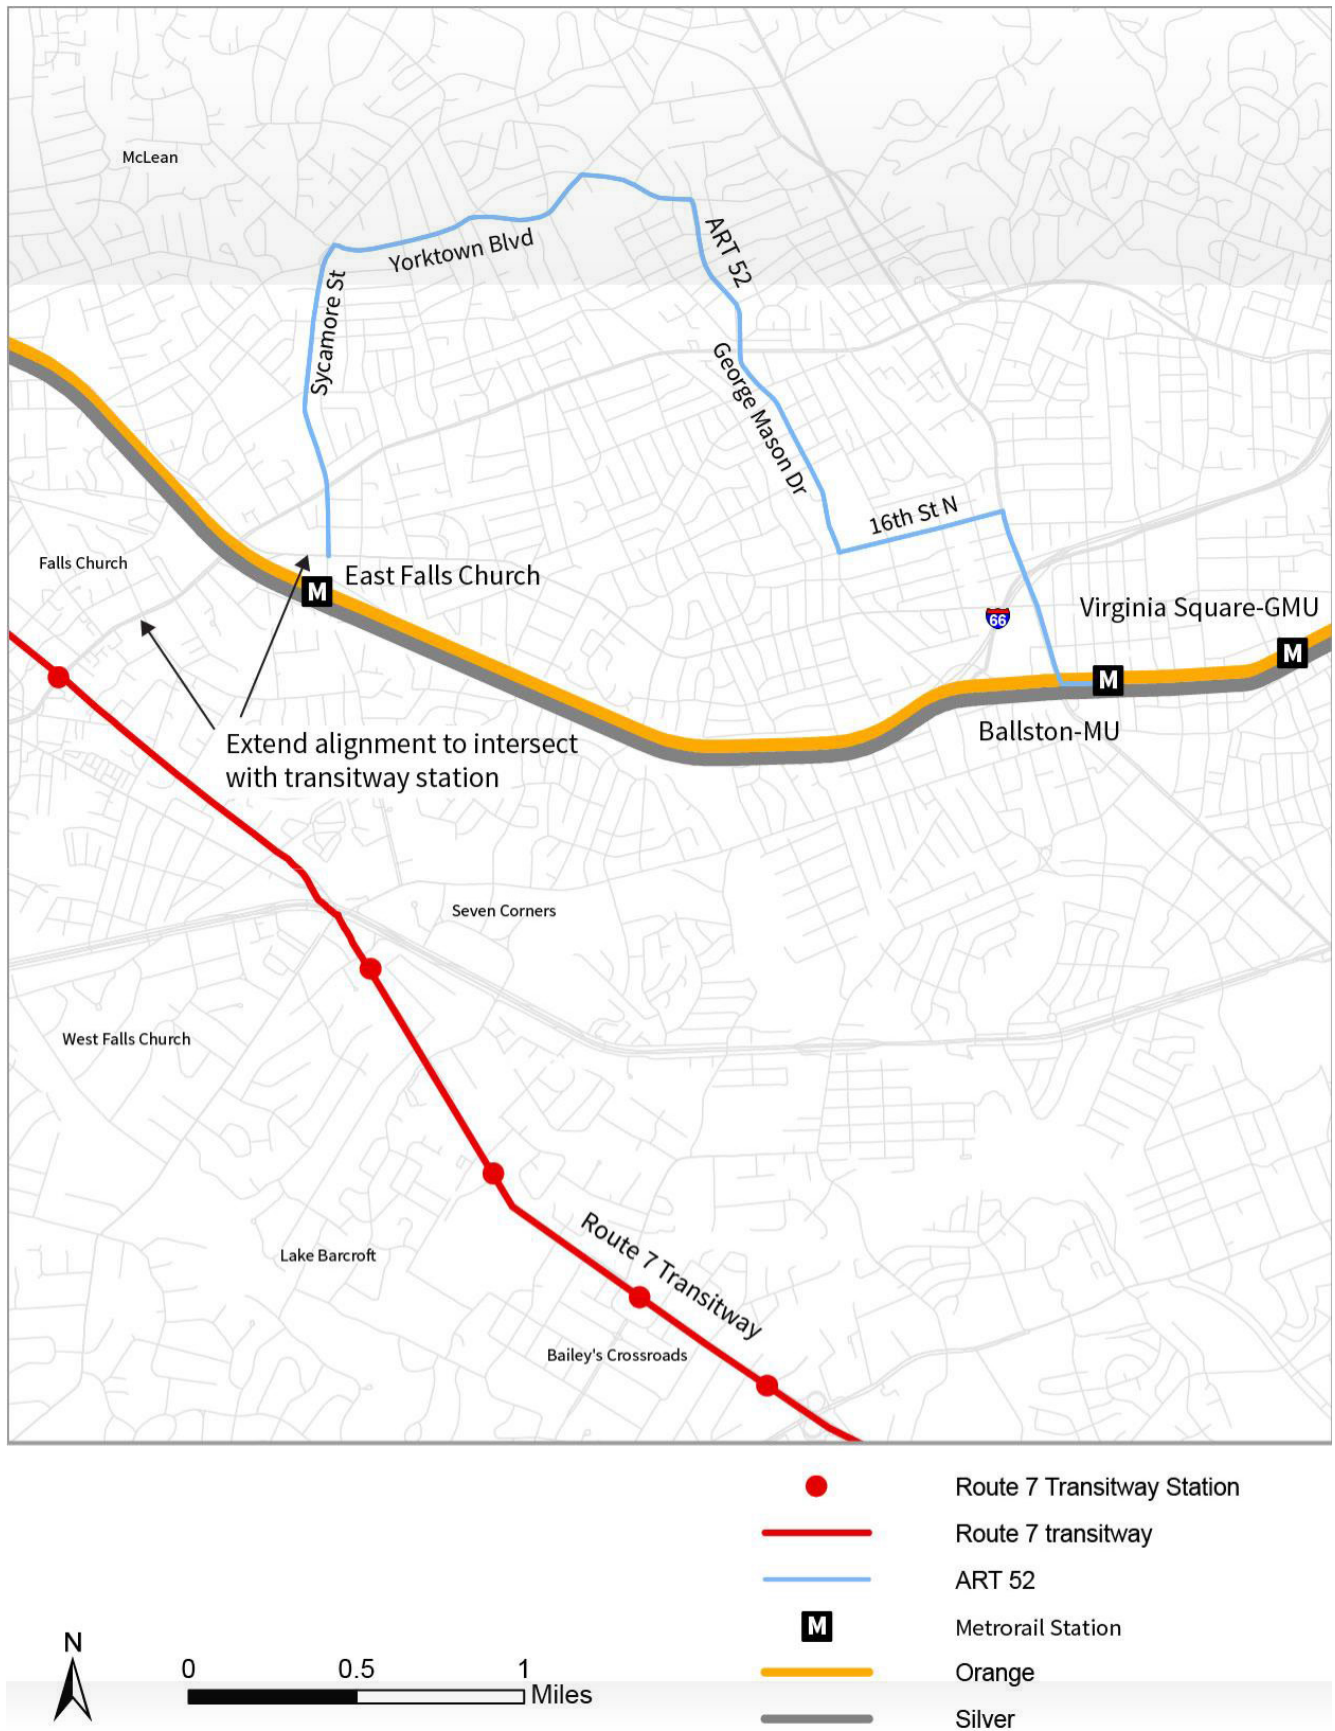 McLean
Yorktown Blvd
ART 52
Sycamore St
George Mason Dr
16th St N
Falls Church
M
East Falls Church
66
Virginia Square-GMU
M
M
Ballston-MU
Extend alignment to intersect
with transitway station
Seven Corners
West Falls Church
Lake Barcroft
Route 7 Transitway
Bailey's Crossroads
Route 7 Transitway Station
Route 7 transitway
ART 52
M
Metrorail Station
Orange
Silver
N
0
0.5
1
Miles